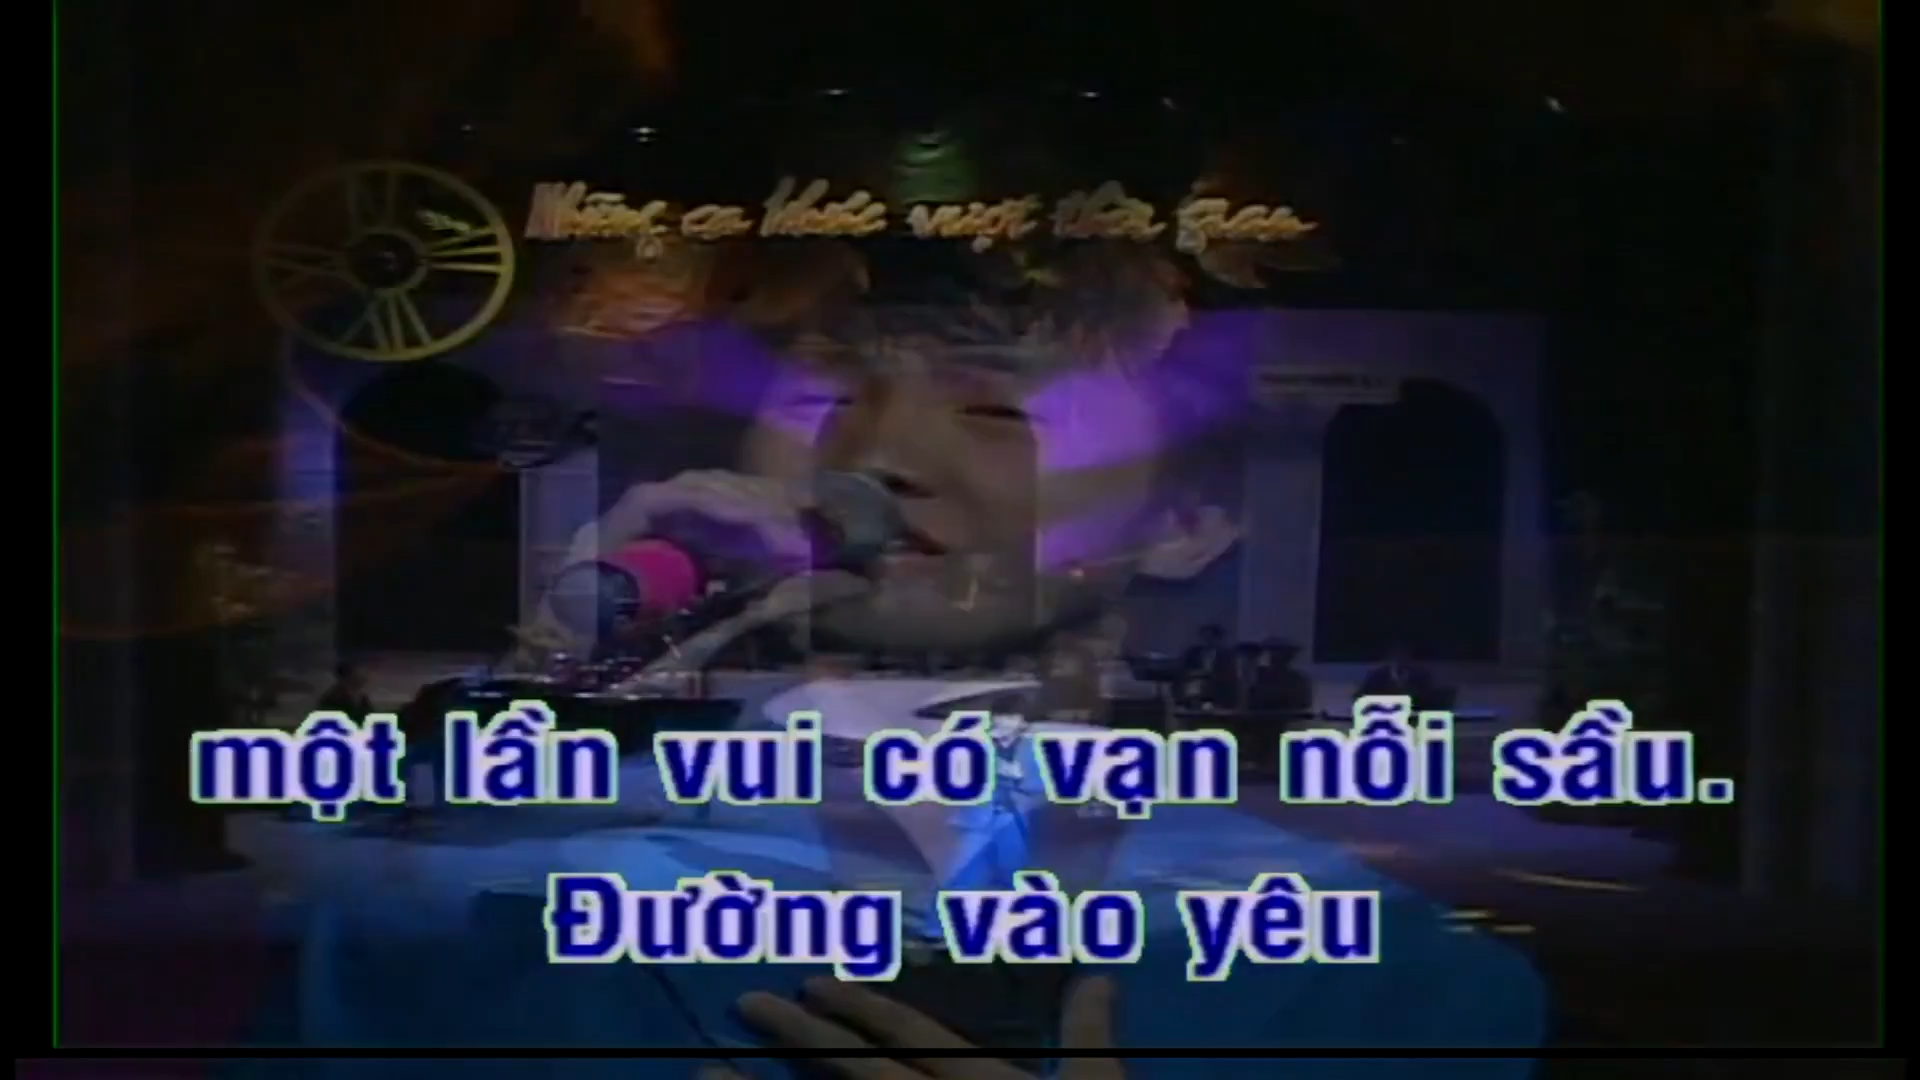 Những ca khúc vượt thời gian
một lần vui có vạn nỗi sầu.
Đường vào yêu